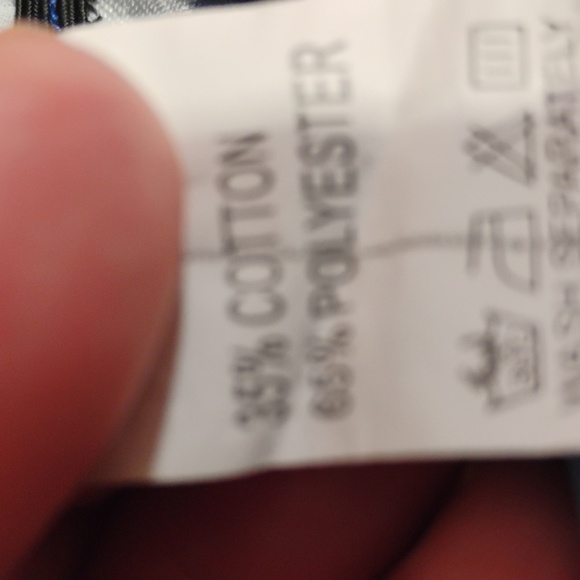 35% COTTON
65% POLYESTER
WASH SEPARATELY